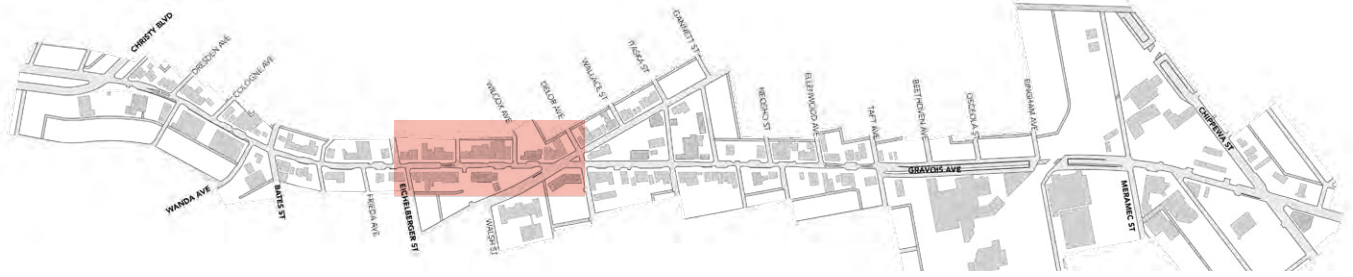 CHRISTY BLVD
DRESDEN AVE
COLOGNE AVE
WILCOX AVE
DELOR AVE
WALLACE ST
ITASKA ST
GANNETT ST
NEOSHO ST
ELLENWOOD AVE
TAFT AVE
BEETHOVEN AVE
OSCEOLA ST
BINGHAM AVE
CHIPPEWA ST
GRAVOIS AVE
WANDA AVE
BATES ST
FRIEDA AVE
EICHELBERGER ST
WALSH ST
MERAMEC ST